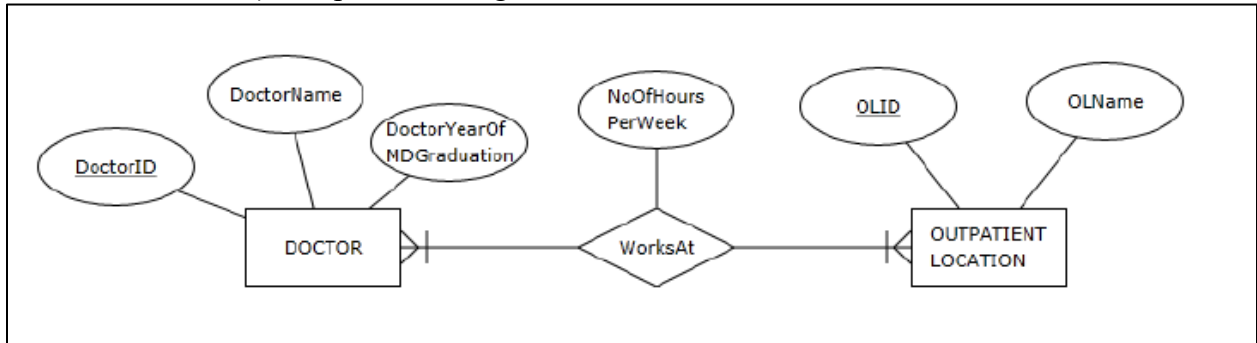 DoctorName
NoOfHours
PerWeek
OLID
OLName
DoctorYearOf
MDGraduation
DoctorID
DOCTOR
WorksAt
OUTPATIENT
LOCATION